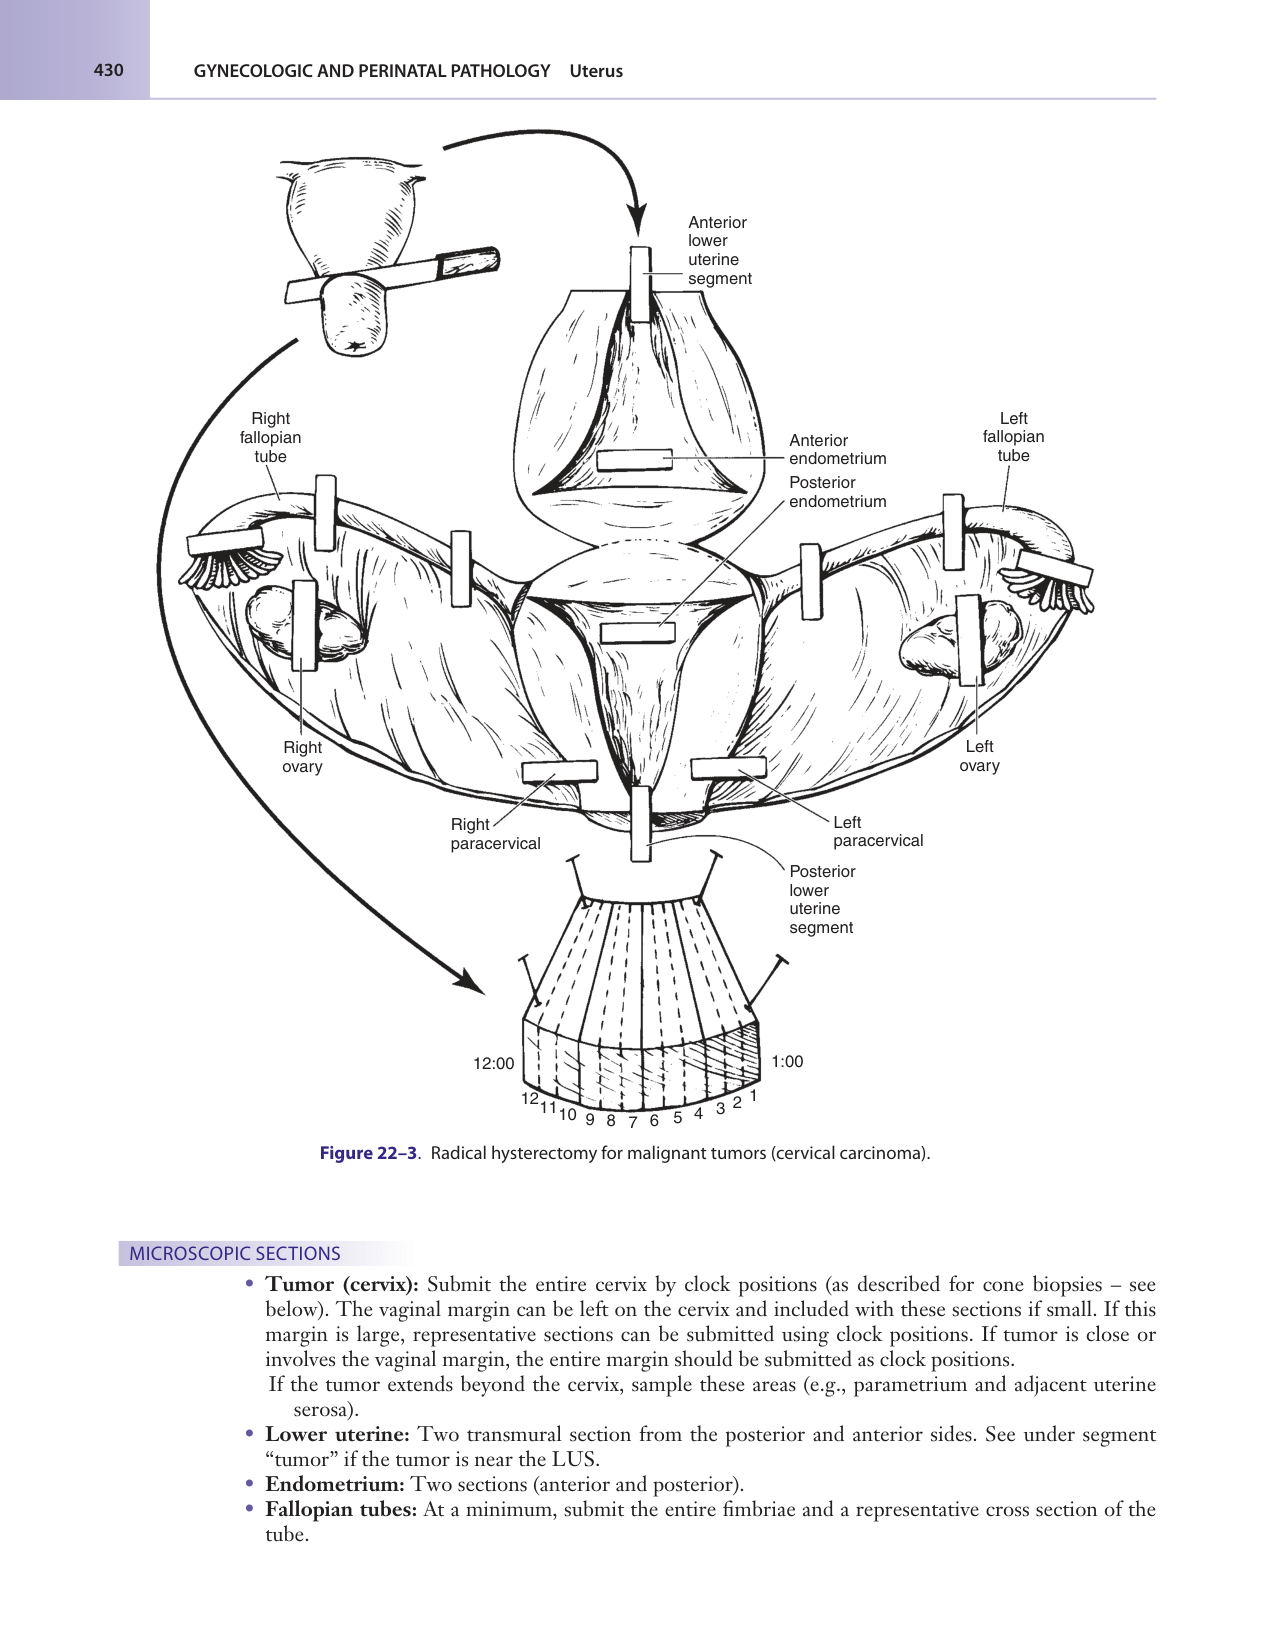 430
GYNECOLOGIC AND PERINATAL PATHOLOGY Uterus
Anterior
lower
uterine
segment
Right
fallopian
tube
Left
fallopian
tube
Anterior
endometrium
Posterior
endometrium
Right
ovary
Left
ovary
Right
paracervical
Left
paracervical
Posterior
lower
uterine
segment
12:00
1:00
12 11 10 9 8 7 6 5 4 3 2 1
Figure 22–3. Radical hysterectomy for malignant tumors (cervical carcinoma).
MICROSCOPIC SECTIONS
• Tumor (cervix): Submit the entire cervix by clock positions (as described for cone biopsies – see
below). The vaginal margin can be left on the cervix and included with these sections if small. If this
margin is large, representative sections can be submitted using clock positions. If tumor is close or
involves the vaginal margin, the entire margin should be submitted as clock positions.
If the tumor extends beyond the cervix, sample these areas (e.g., parametrium and adjacent uterine
serosa).
• Lower uterine: Two transmural section from the posterior and anterior sides. See under segment
“tumor” if the tumor is near the LUS.
• Endometrium: Two sections (anterior and posterior).
• Fallopian tubes: At a minimum, submit the entire fimbriae and a representative cross section of the
tube.